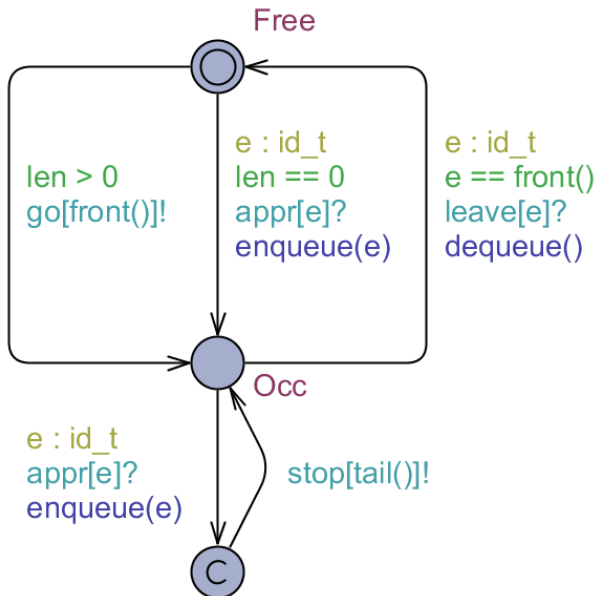 Free
len > 0
go[front()]!
e : id_t
len == 0
appr[e]?
enqueue(e)
e : id_t
e == front()
leave[e]?
dequeue()
Occ
e : id_t
appr[e]?
enqueue(e)
stop[tail()]!
C